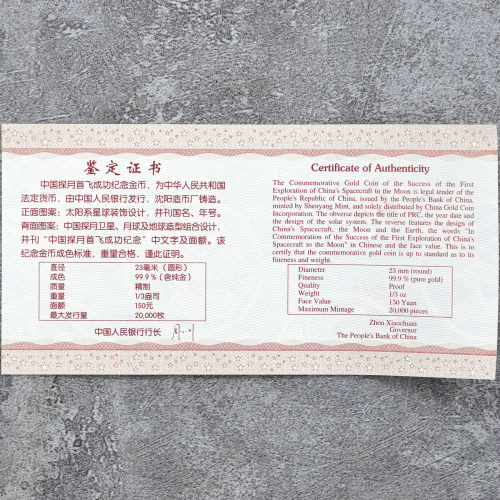 鉴定证书
中国探月首飞成功纪念金币，为中华人民共和国
法定货币，由中国人民银行发行，沈阳造币厂铸造。
正面图案：太阳系星球装饰设计，并刊国名、年号。
背面图案：中国探月卫星、月球及地球造型组合设计，
并刊“中国探月首飞成功纪念”中文字及面额。该
纪念金币成色标准，重量合格，谨此证明。
直径 23毫米（圆形）
成色 99.9%（含纯金）
质量 精制
重量 1/3盎司
面额 150元
最大发行量 20,000枚
中国人民银行行长
Certificate of Authenticity
The Commemorative Gold Coin of the Success of the First
Exploration of China's Spacecraft to the Moon is legal tender of the
People's Republic of China, issued by the People's Bank of China,
minted by Shenyang Mint, and solely distributed by China Gold Coin
Incorporation. The obverse depicts the title of PRC, the year date and
the design of the solar system. The reverse features the design of
China's Spacecraft, the Moon and the Earth, the words "In
Commemoration of the Success of the First Exploration of China's
Spacecraft to the Moon" in Chinese and the face value. This is to
certify that the commemorative gold coin is up to standard as to its
fineness and weight.
Diameter 23 mm (round)
Fineness 99.9% (pure gold)
Quality Proof
Weight 1/3 oz
Face Value 150 Yuan
Maximum Mintage 20,000 pieces
Zhou Xiaochuan
Governor
The People's Bank of China